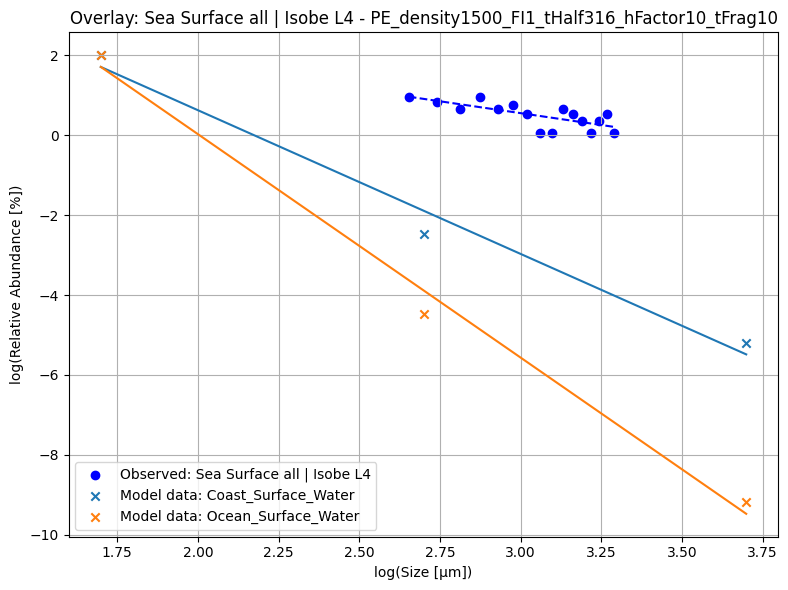 Overlay: Sea Surface all | Isobe L4 - PE_density1500_FI1_tHalf316_hFactor10_tFrag10
log(Relative Abundance [%])
2
0
−2
−4
−6
−8
−10
Observed: Sea Surface all | Isobe L4
Model data: Coast_Surface_Water
Model data: Ocean_Surface_Water
1.75 2.00 2.25 2.50 2.75 3.00 3.25 3.50 3.75
log(Size [µm])